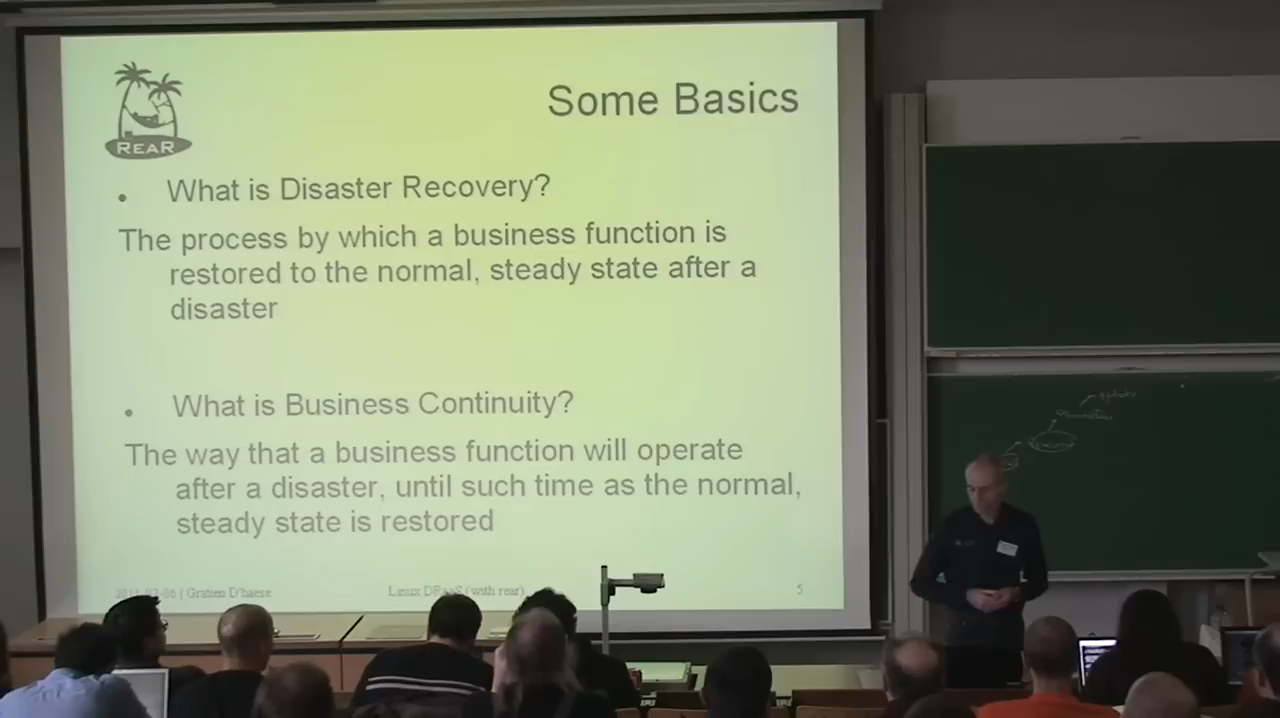 REAR
Some Basics
• What is Disaster Recovery?
The process by which a business function is
restored to the normal, steady state after a
disaster
• What is Business Continuity?
The way that a business function will operate
after a disaster, until such time as the normal,
steady state is restored
| Gratien D'haese
Linux (with rear)
5